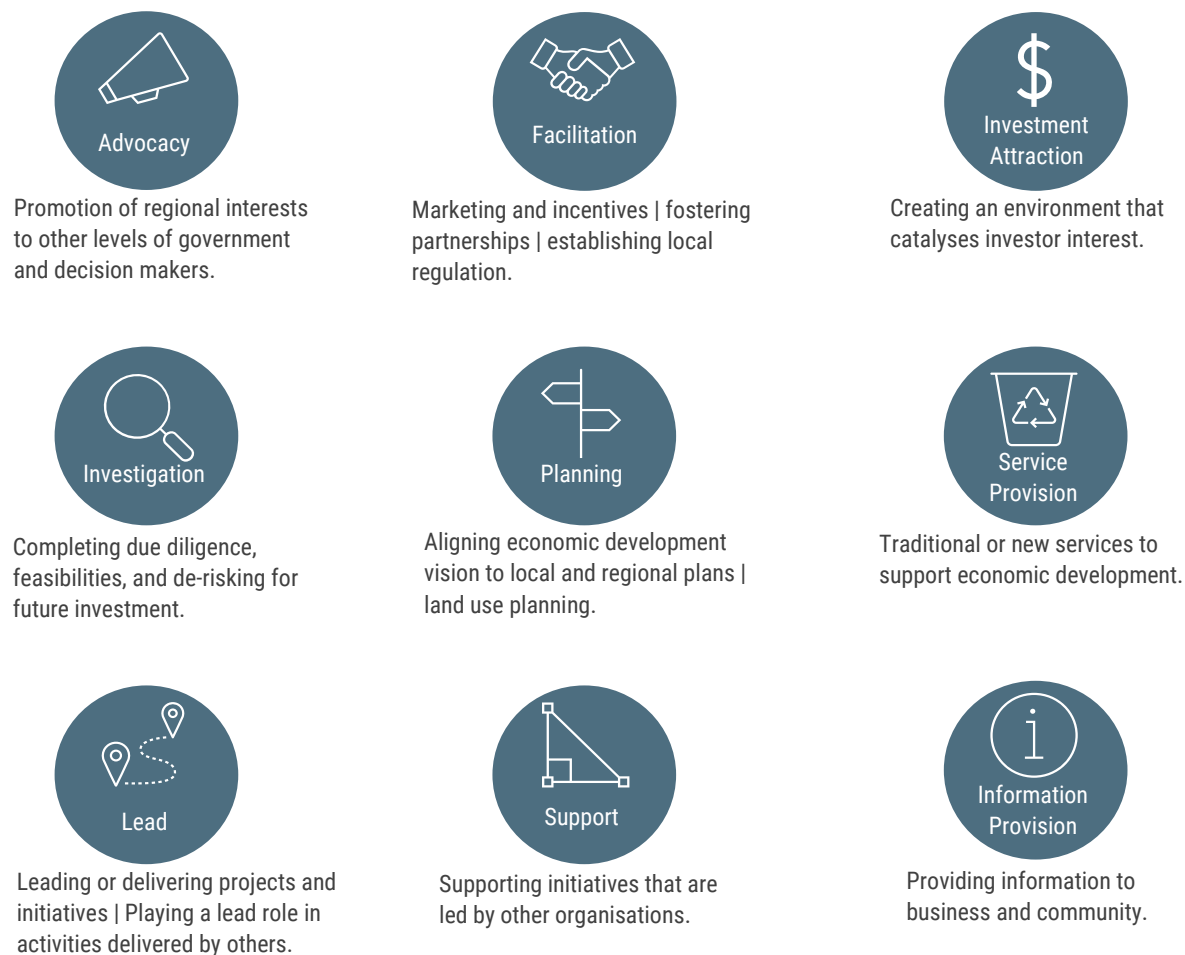 Advocacy
Promotion of regional interests
to other levels of government
and decision makers.
Facilitation
Marketing and incentives | fostering
partnerships | establishing local
regulation.
Investment
Attraction
Creating an environment that
catalyses investor interest.
Investigation
Completing due diligence,
feasibilities, and de-risking for
future investment.
Planning
Aligning economic development
vision to local and regional plans |
land use planning.
Service
Provision
Traditional or new services to
support economic development.
Lead
Leading or delivering projects and
initiatives | Playing a lead role in
activities delivered by others.
Support
Supporting initiatives that are
led by other organisations.
i
Information
Provision
Providing information to
business and community.